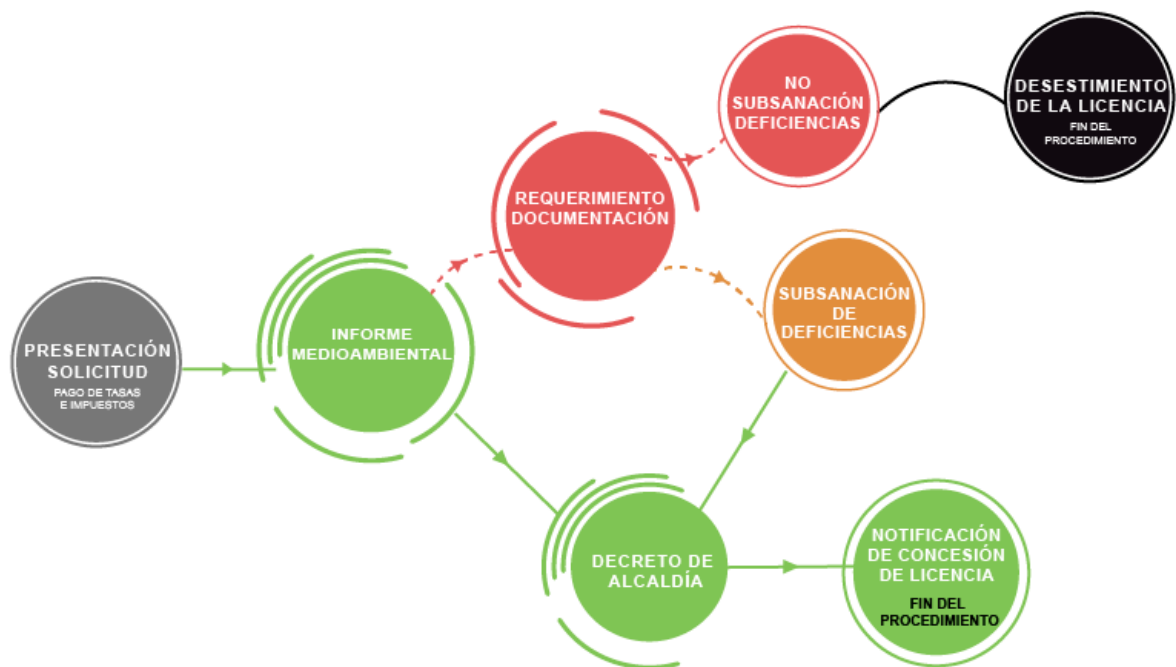 PRESENTACIÓN
SOLICITUD
PAGO DE TASAS
E IMPUESTOS
INFORME
MEDIOAMBIENTAL
REQUERIMIENTO
DOCUMENTACIÓN
NO
SUBSANACIÓN
DEFICIENCIAS
DESESTIMIENTO
DE LA LICENCIA
FIN DEL
PROCEDIMIENTO
SUBSANACIÓN
DE
DEFICIENCIAS
DECRETO DE
ALCALDÍA
NOTIFICACIÓN
DE CONCESIÓN
DE LICENCIA
FIN DEL
PROCEDIMIENTO